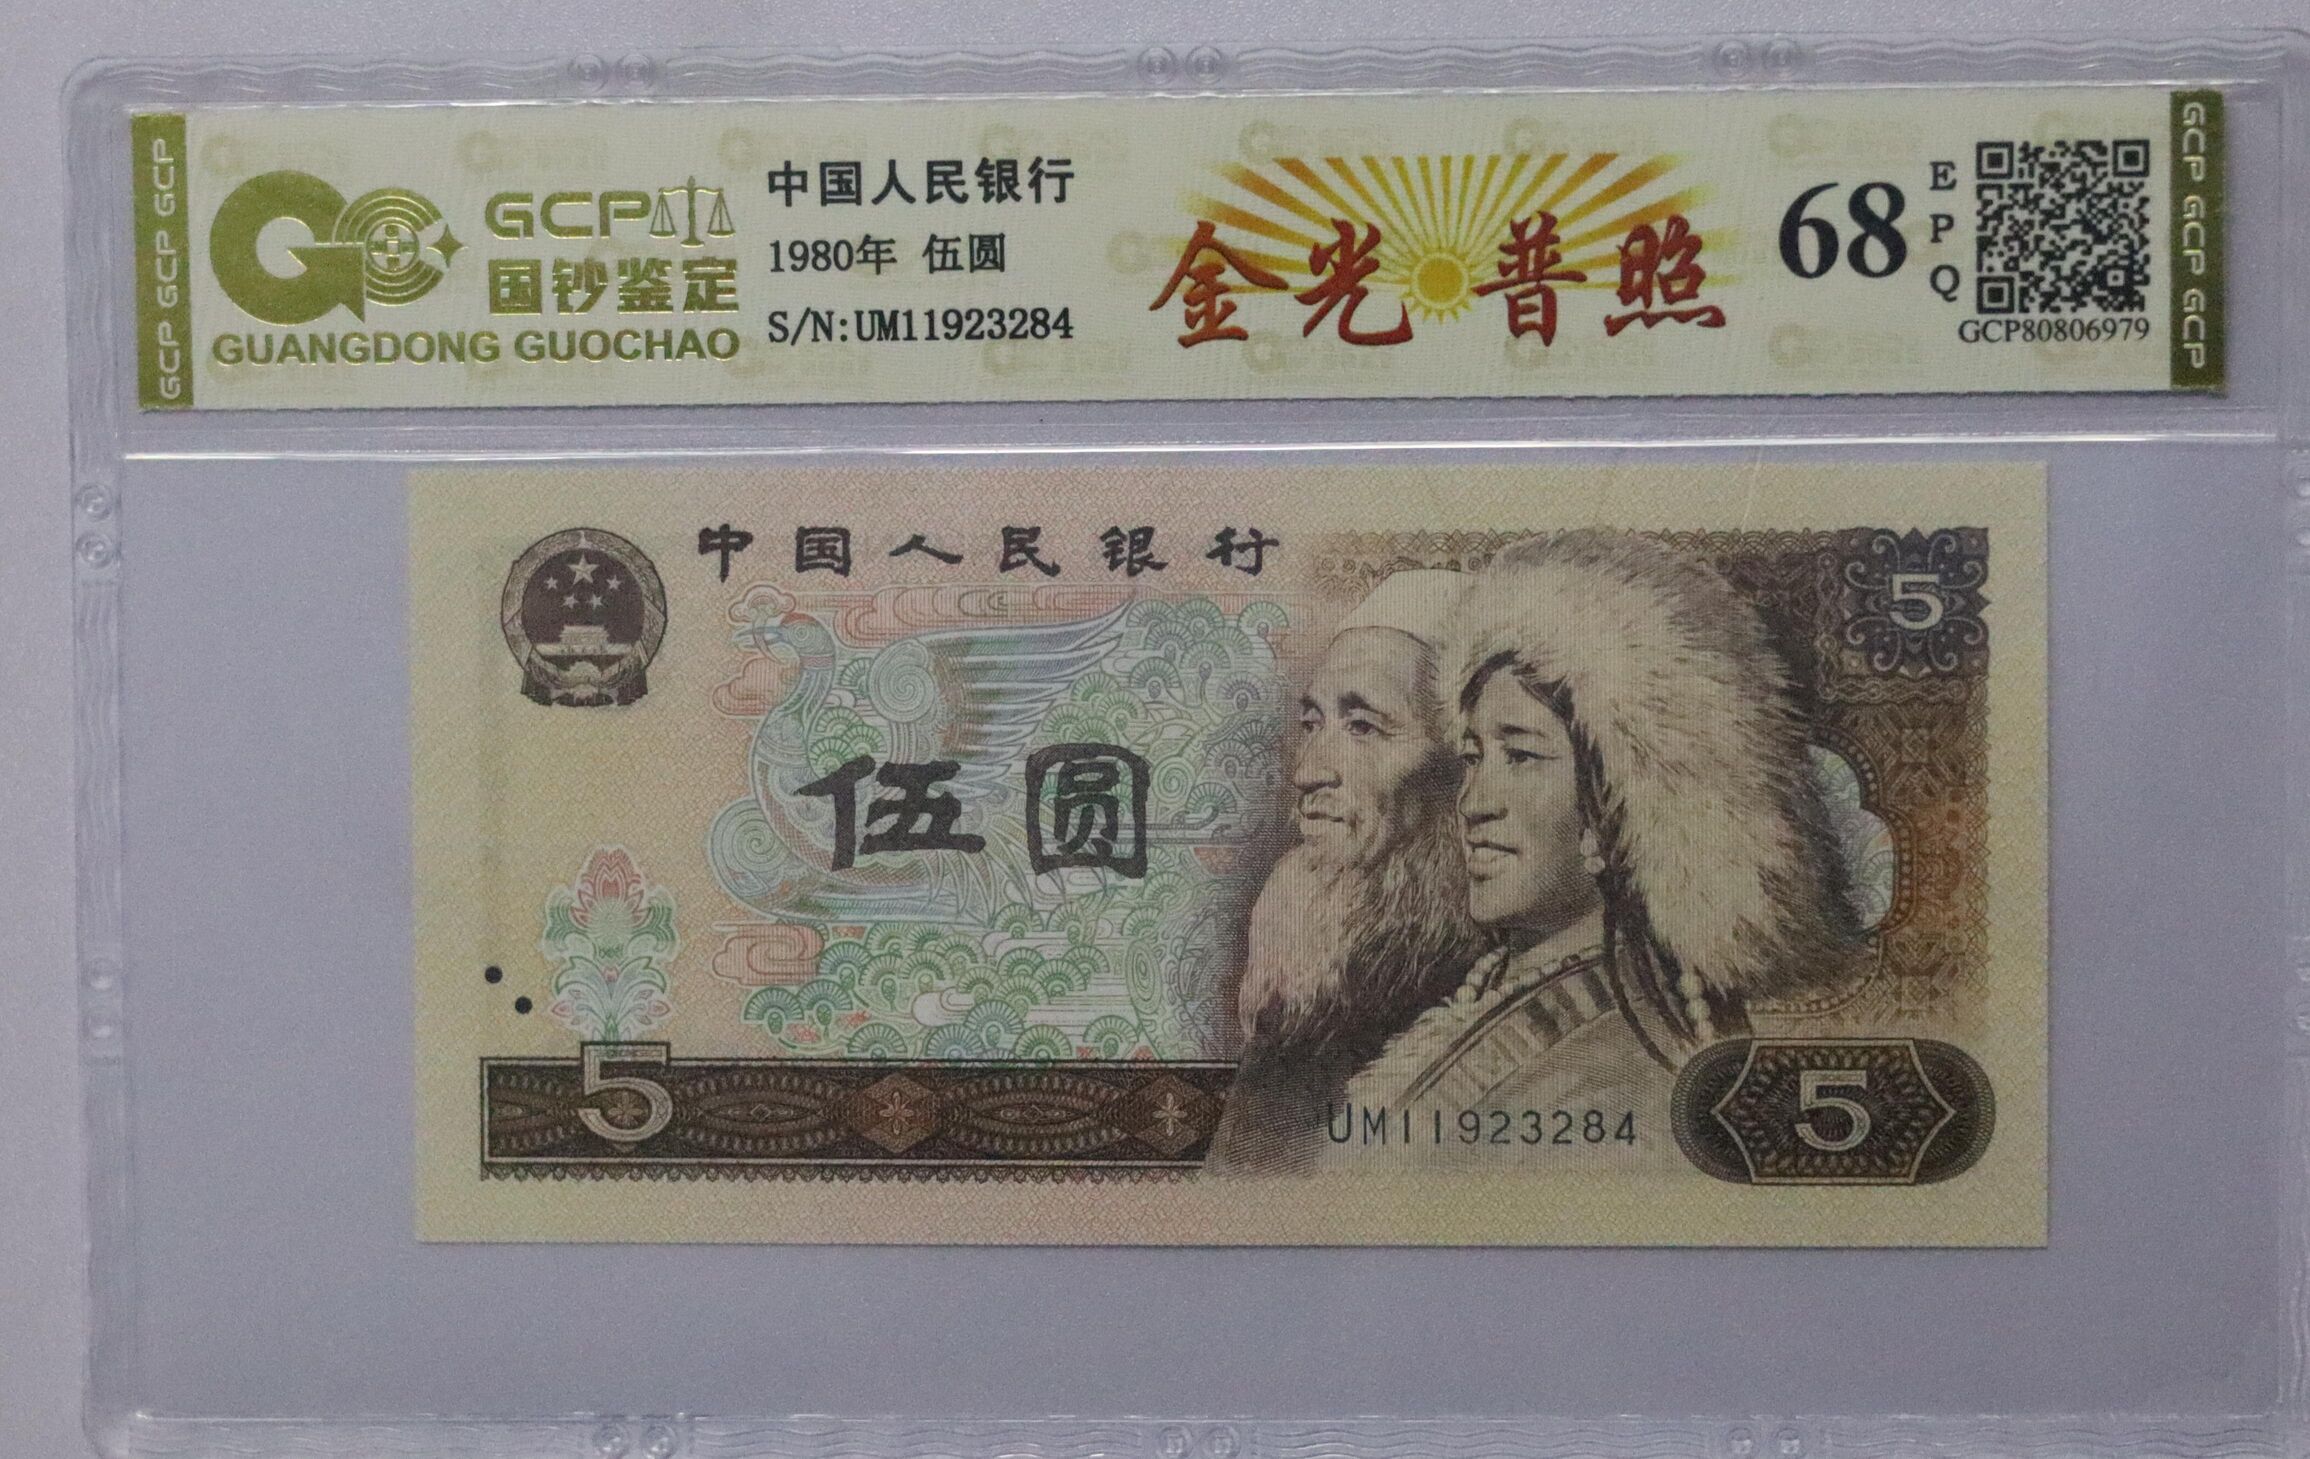 GCP GCP GCP
GCP
国钞鉴定
GUANGDONG GUOCHAO
中国人民银行
1980年 伍圆
S/N:UM11923284
金光普照
68
EPQ
GCP80806979
GCP GCP GCP
中国人民银行
5
伍圆
5
UM11923284
5